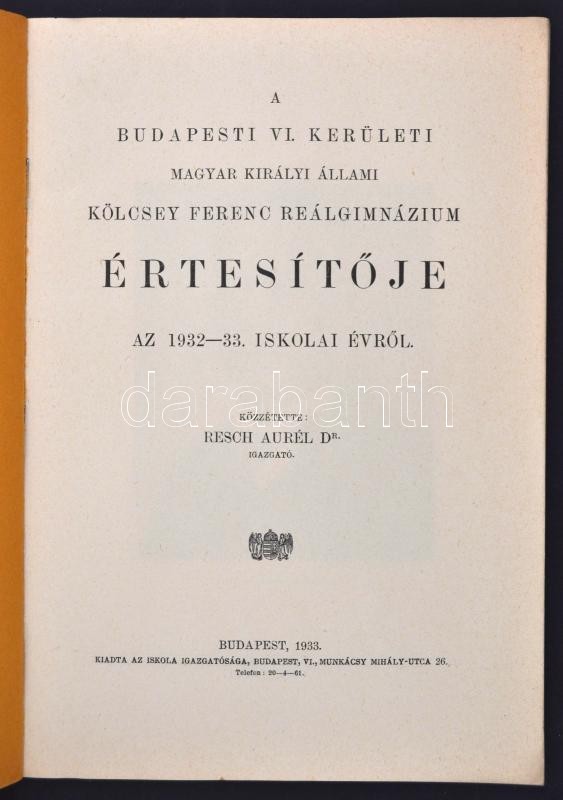 A
BUDAPESTI VI. KERÜLETI
MAGYAR KIRÁLYI ÁLLAMI
KÖLCSEY FERENC REÁLGIMNÁZIUM
ÉRTESÍTŐJE
AZ 1932—33. ISKOLAI ÉVRŐL.
darabanth
KÖZZÉTETTE:
RESCH AURÉL DR.
IGAZGATÓ.
BUDAPEST, 1933.
KIADTA AZ ISKOLA IGAZGATÓSÁGA, BUDAPEST, VI., MUNKÁCSY MIHÁLY-UTCA 26.
Telefon: 20—4—61.